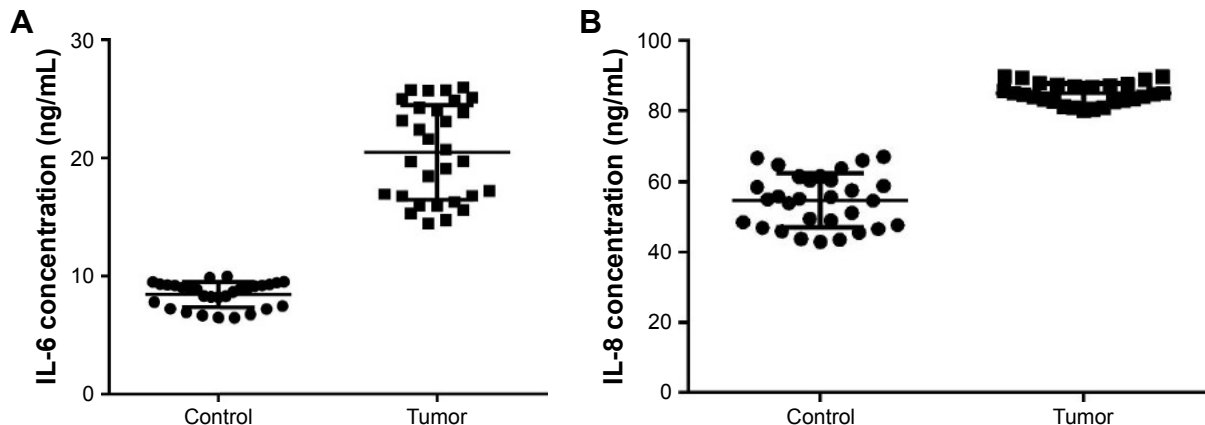 A
IL-6 concentration (ng/mL)
30
20
10
0
Control
Tumor
B
IL-8 concentration (ng/mL)
100
80
60
40
20
0
Control
Tumor